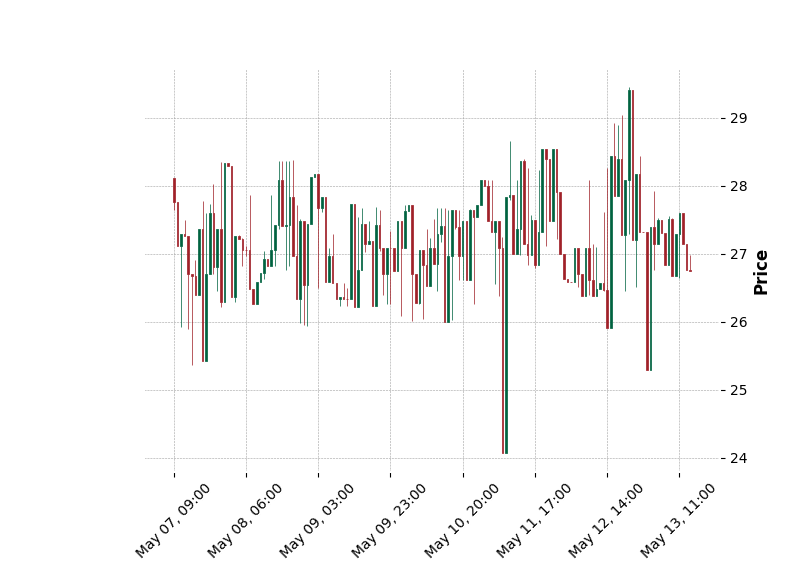 29
28
27
26
25
24
Price
May 07, 09:00
May 08, 06:00
May 09, 03:00
May 09, 23:00
May 10, 20:00
May 11, 17:00
May 12, 14:00
May 13, 11:00